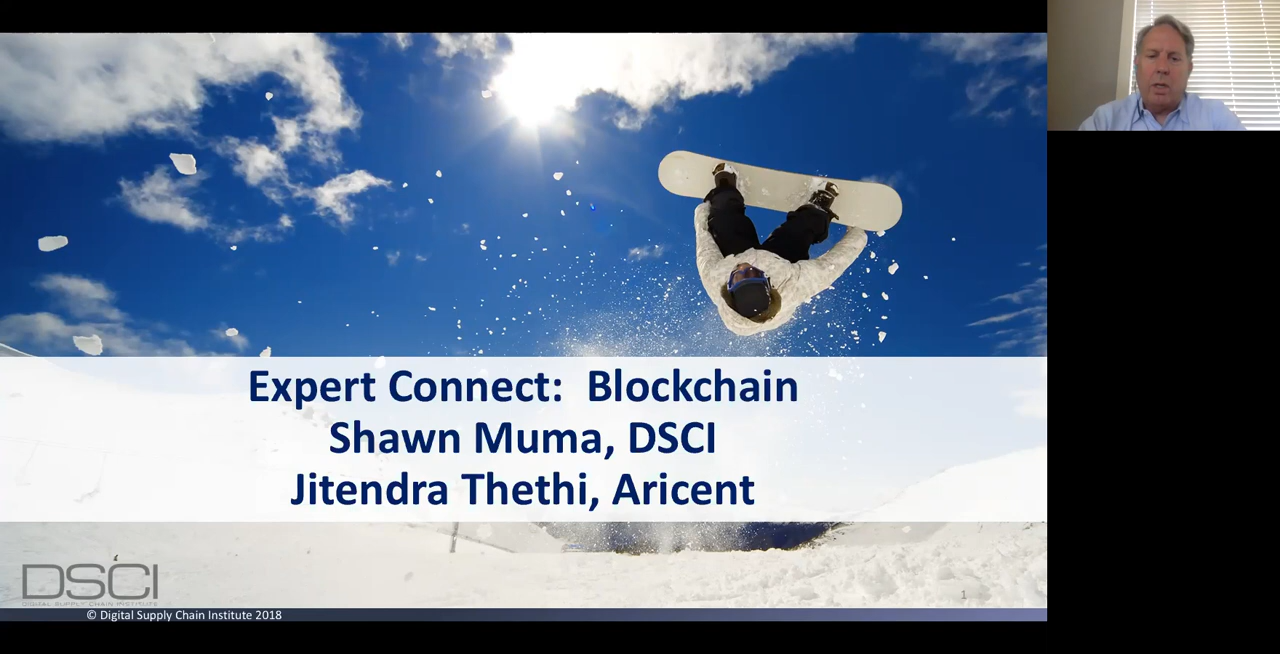 Expert Connect:  Blockchain
Shawn Muma, DSCI
Jitendra Thethi, Aricent
DSCI
DIGITAL SUPPLY CHAIN INSTITUTE
1
© Digital Supply Chain Institute 2018